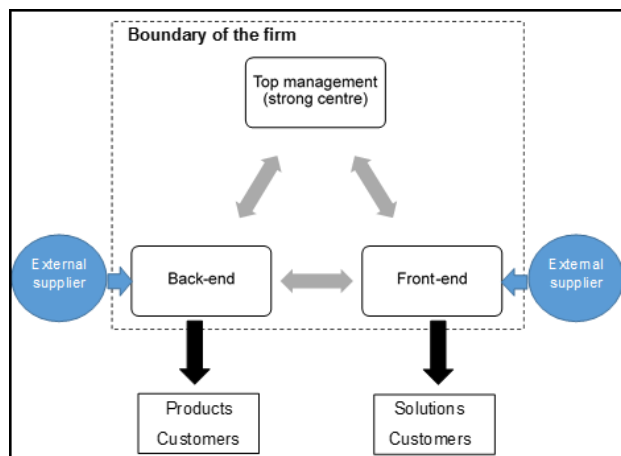 Boundary of the firm
Top management
(strong centre)
External
supplier
Back-end
Front-end
External
supplier
Products
Customers
Solutions
Customers